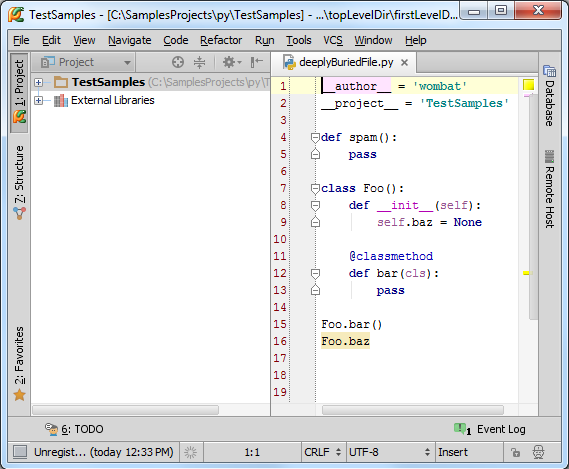 TestSamples - [C:\SamplesProjects\py\TestSamples] - ...\topLevelDir\firstLevelD...
File Edit View Navigate Code Refactor Run Tools VCS Window Help
1: Project
7: Structure
2: Favorites
Project
TestSamples (C:\SamplesProjects\py\T
External Libraries
deeplyBuriedFile.py
1 __author__ = 'wombat'
2 __project__ = 'TestSamples'
3
4 def spam():
5 pass
6
7 class Foo():
8 def __init__(self):
9 self.baz = None
10
11 @classmethod
12 def bar(cls):
13 pass
14
15 Foo.bar()
16 Foo.baz
17
18
19
Database
Remote Host
6: TODO
1 Event Log
Unregist... (today 12:33 PM) 1:1 CRLF UTF-8 Insert